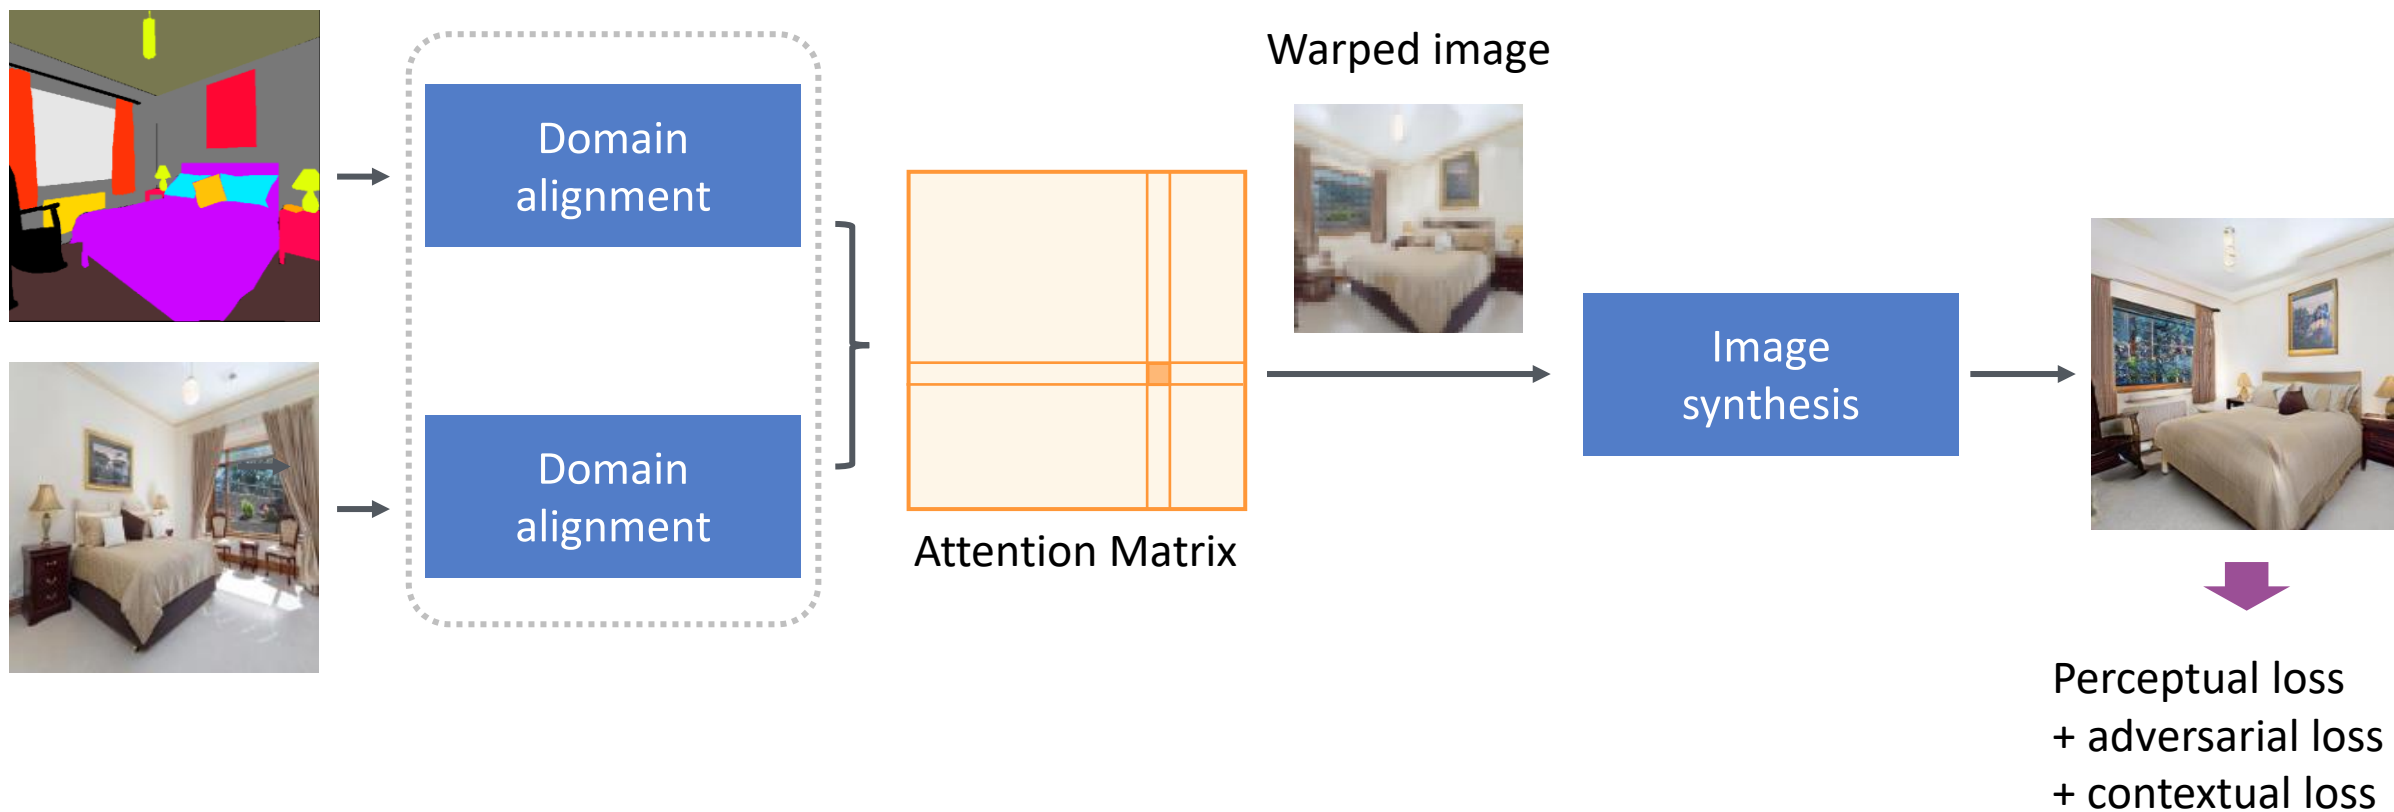 Warped image
Domain
alignment
Domain
alignment
Attention Matrix
Image
synthesis
Perceptual loss
+ adversarial loss
+ contextual loss